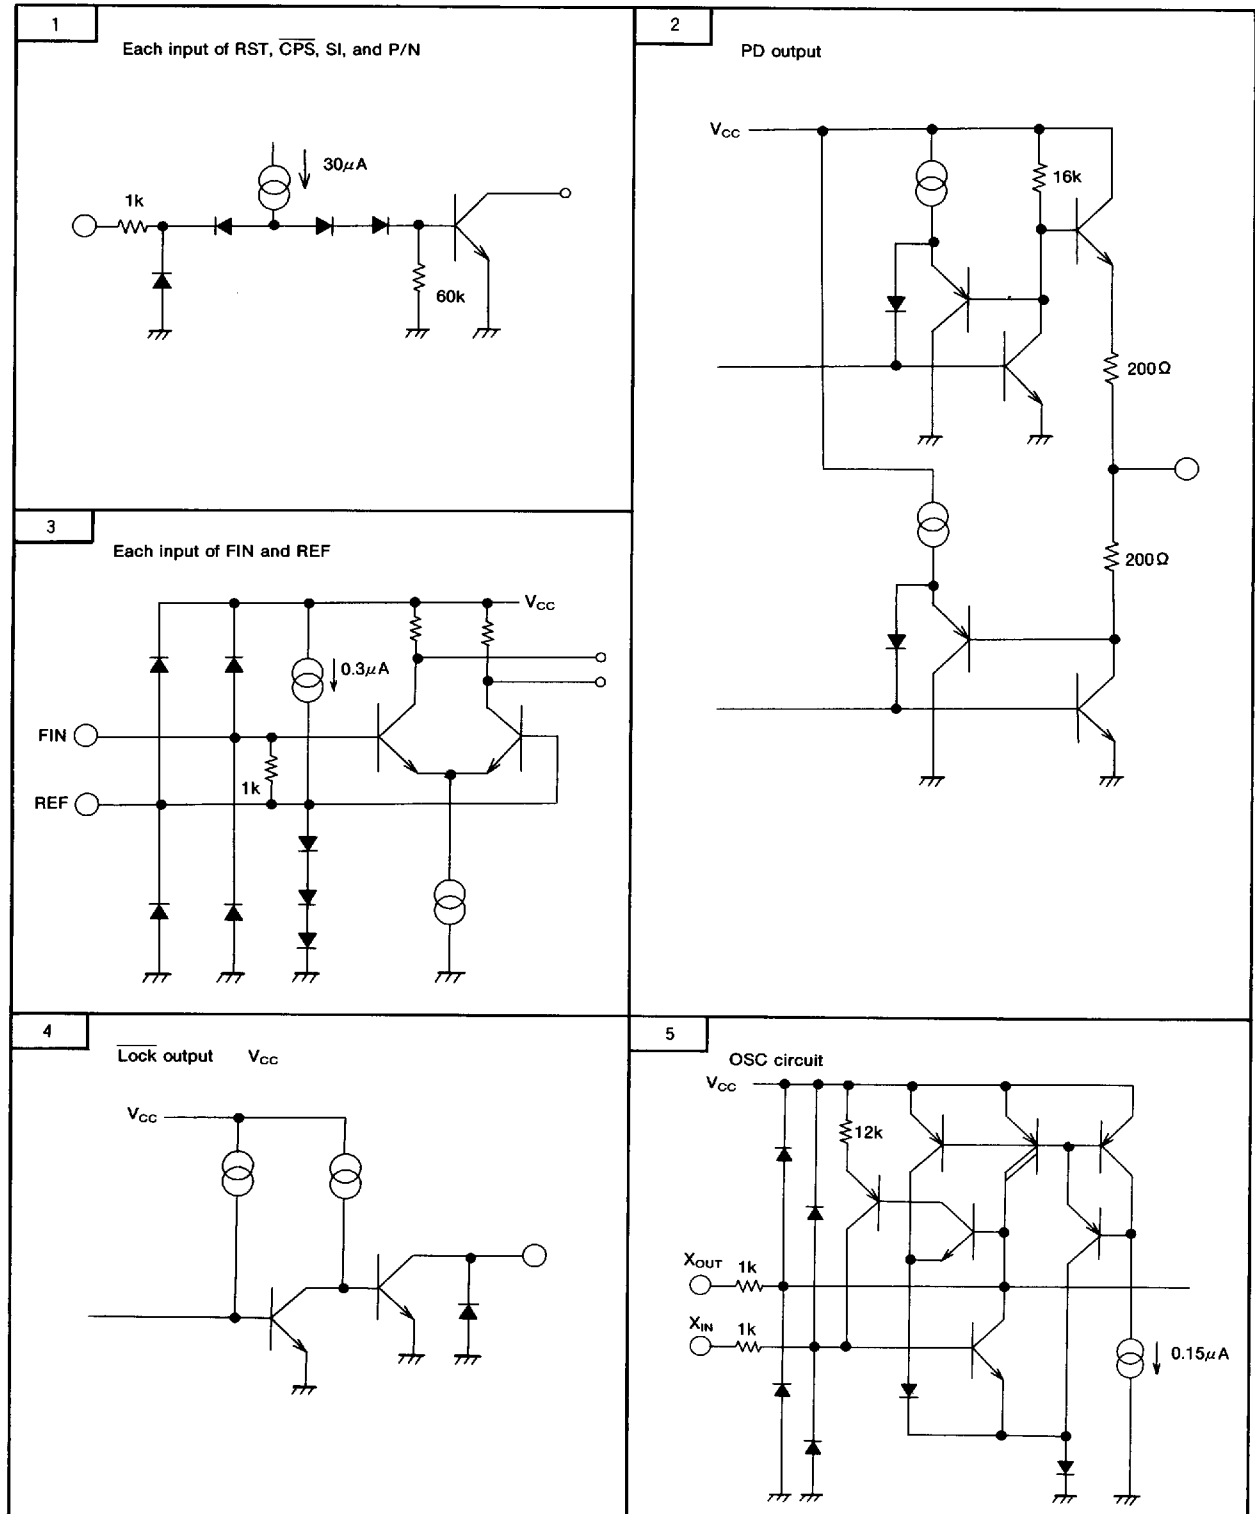 1
Each input of RST, C̅P̅S̅, SI, and P/N
30μA
1k
60k
2
PD output
VCC
16k
200Ω
200Ω
3
Each input of FIN and REF
VCC
0.3μA
FIN
1k
REF
4
L̅o̅c̅k̅ output VCC
VCC
5
OSC circuit
VCC
12k
XOUT 1k
XIN 1k
0.15μA